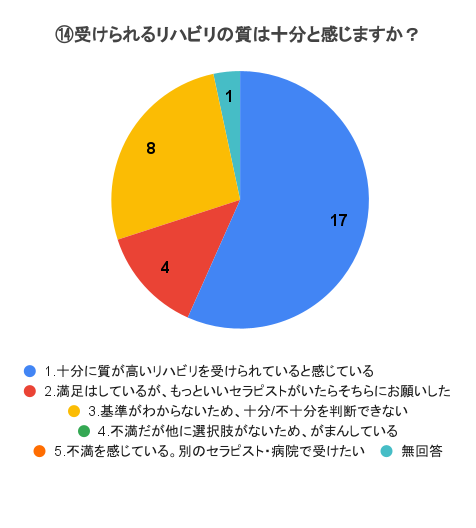 ⑭受けられるリハビリの質は十分と感じますか？
1
8
17
4
1.十分に質が高いリハビリを受けられていると感じている
2.満足はしているが、もっといいセラピストがいたらそちらにお願いした
3.基準がわからないため、十分/不十分を判断できない
4.不満だが他に選択肢がないため、がまんしている
5.不満を感じている。別のセラピスト・病院で受けたい 無回答